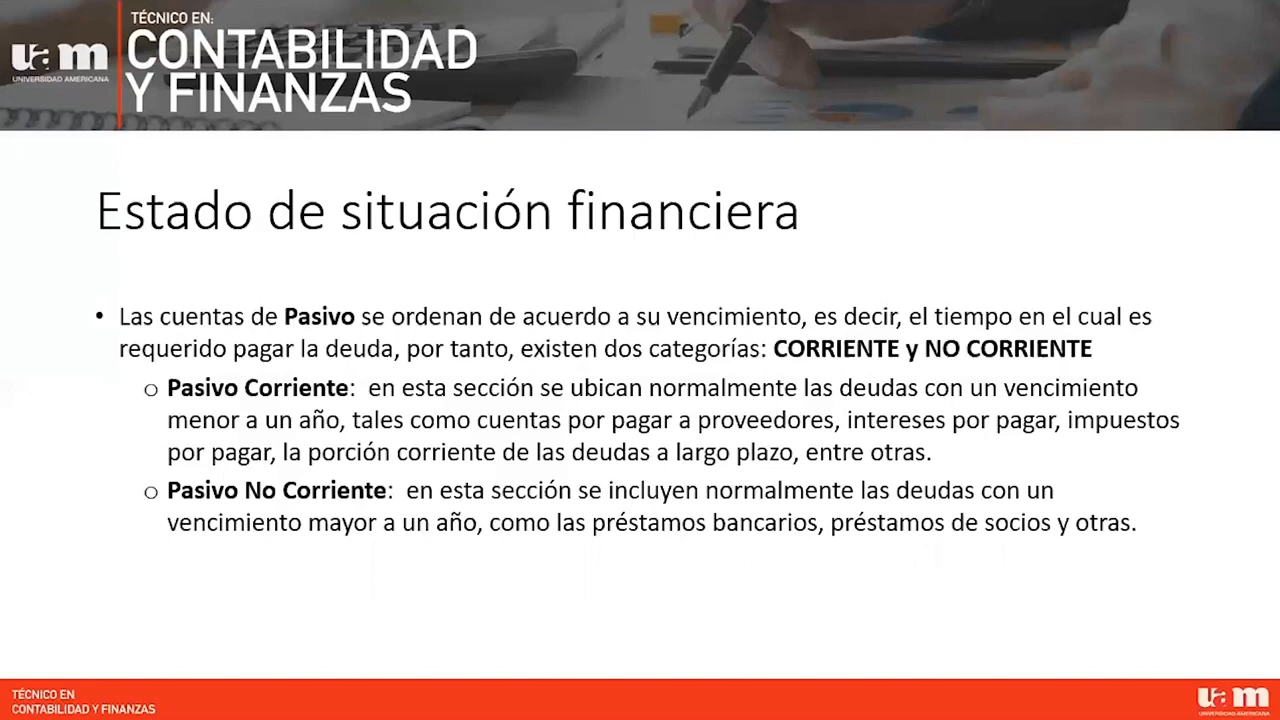 TÉCNICO EN:
CONTABILIDAD
Y FINANZAS
uam
UNIVERSIDAD AMERICANA
Estado de situación financiera
• Las cuentas de Pasivo se ordenan de acuerdo a su vencimiento, es decir, el tiempo en el cual es
requerido pagar la deuda, por tanto, existen dos categorías: CORRIENTE y NO CORRIENTE
o Pasivo Corriente:  en esta sección se ubican normalmente las deudas con un vencimiento
menor a un año, tales como cuentas por pagar a proveedores, intereses por pagar, impuestos
por pagar, la porción corriente de las deudas a largo plazo, entre otras.
o Pasivo No Corriente:  en esta sección se incluyen normalmente las deudas con un
vencimiento mayor a un año, como las préstamos bancarios, préstamos de socios y otras.
TÉCNICO EN
CONTABILIDAD Y FINANZAS
uam
UNIVERSIDAD AMERICANA